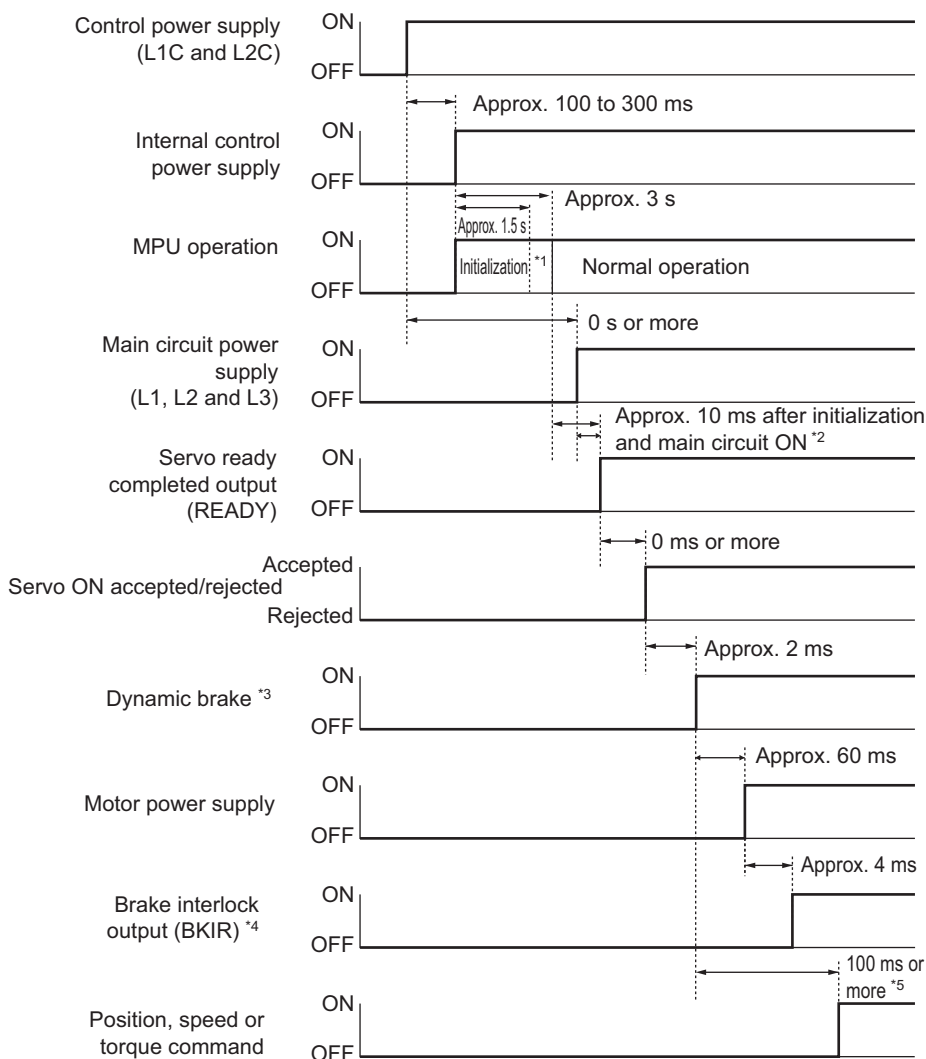 Control power supply
(L1C and L2C)
ON
OFF
Approx. 100 to 300 ms
Internal control
power supply
ON
OFF
Approx. 3 s
Approx. 1.5 s
MPU operation
ON
OFF
Initialization
*1
Normal operation
0 s or more
Main circuit power
supply
(L1, L2 and L3)
ON
OFF
Approx. 10 ms after initialization
and main circuit ON *2
Servo ready
completed output
(READY)
ON
OFF
0 ms or more
Servo ON accepted/rejected
Accepted
Rejected
Approx. 2 ms
Dynamic brake *3
ON
OFF
Approx. 60 ms
Motor power supply
ON
OFF
Approx. 4 ms
Brake interlock
output (BKIR) *4
ON
OFF
100 ms or
more *5
Position, speed or
torque command
ON
OFF